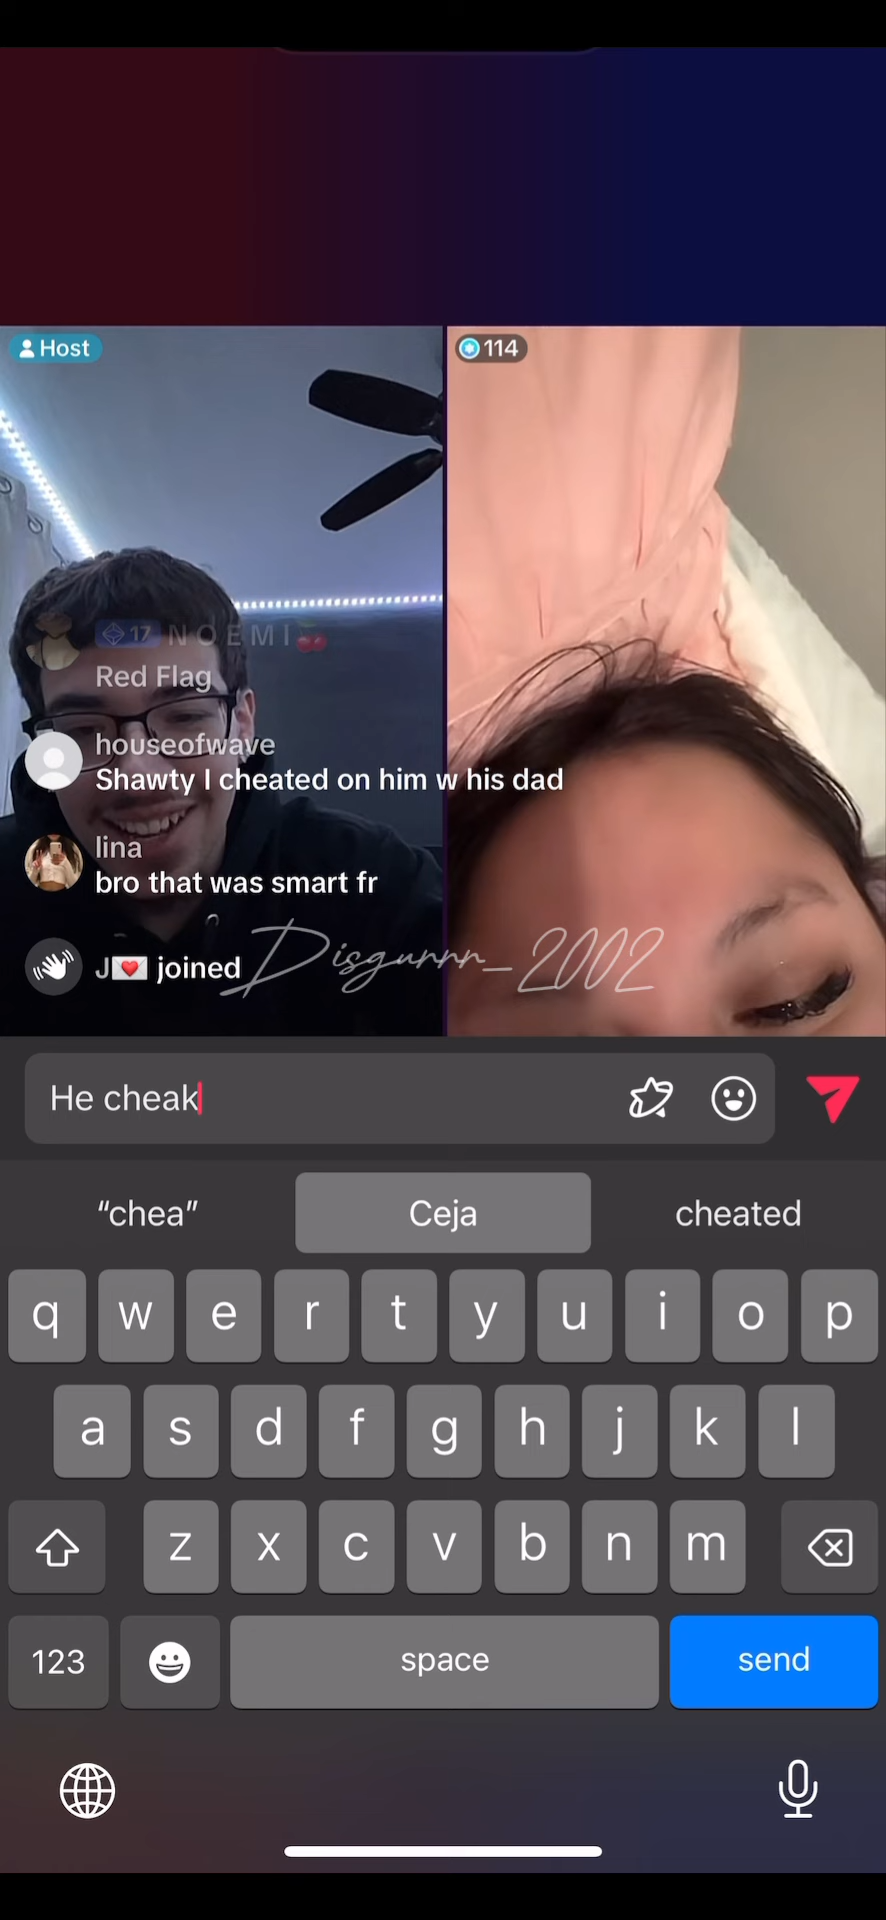 Host
114
17 N O E M I🍒
Red Flag
houseofwave
Shawty I cheated on him w his dad
lina
bro that was smart fr
J💌 joined
Disgurrr_2002
He cheak
“chea” Ceja cheated
q w e r t y u i o p
a s d f g h j k l
z x c v b n m
123 space send